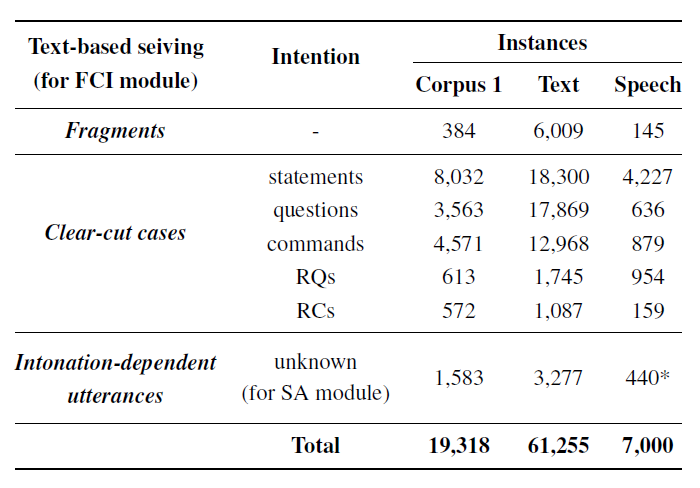 Text-based seiving Intention Instances
(for FCI module) Corpus 1 Text Speech
Fragments - 384 6,009 145
Clear-cut cases statements 8,032 18,300 4,227
questions 3,563 17,869 636
commands 4,571 12,968 879
RQs 613 1,745 954
RCs 572 1,087 159
Intonation-dependent unknown 1,583 3,277 440*
utterances (for SA module)
Total 19,318 61,255 7,000